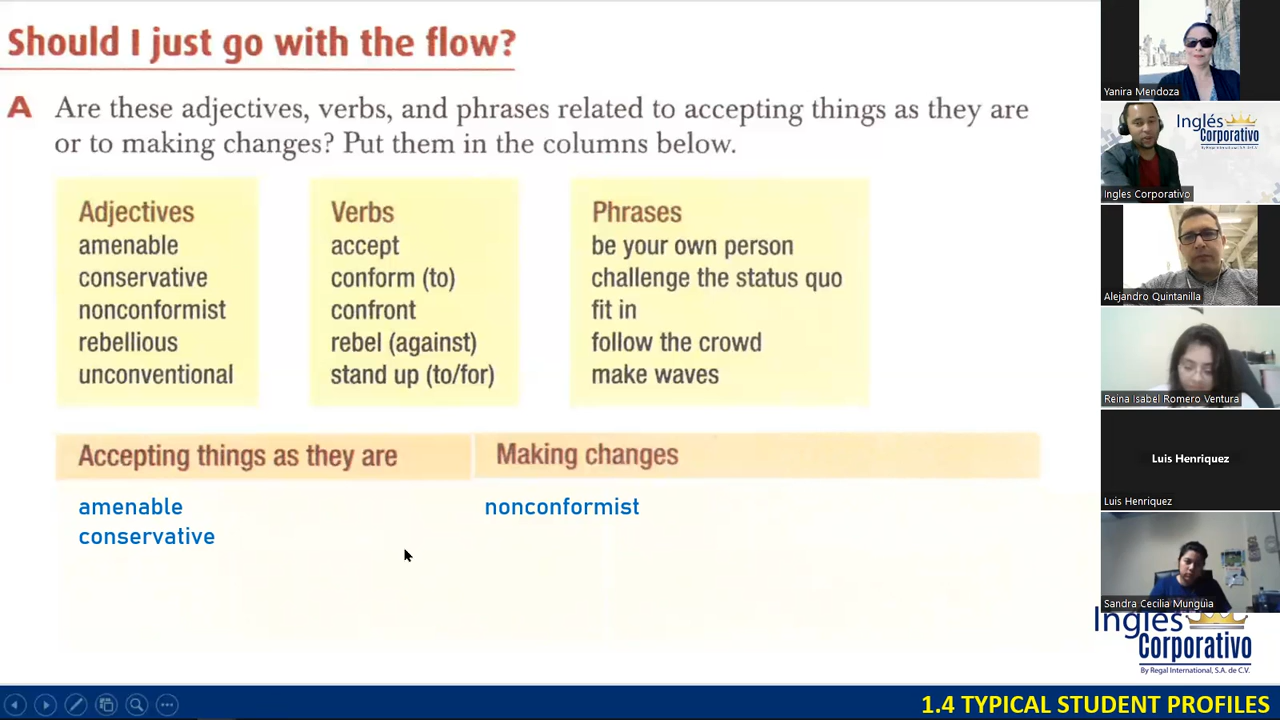 Should I just go with the flow?
A Are these adjectives, verbs, and phrases related to accepting things as they are
or to making changes? Put them in the columns below.
Adjectives
amenable
conservative
nonconformist
rebellious
unconventional
Verbs
accept
conform (to)
confront
rebel (against)
stand up (to/for)
Phrases
be your own person
challenge the status quo
fit in
follow the crowd
make waves
Accepting things as they are
Making changes
amenable
conservative
nonconformist
Yanira Mendoza
Inglés
Corporativo
Ingles Corporativo
Alejandro Quintanilla
Reina Isabel Romero Ventura
Luis Henriquez
Luis Henriquez
Sandra Cecilia Munguia
Inglés
Corporativo
By Regal International, S.A. de C.V.
1.4 TYPICAL STUDENT PROFILES